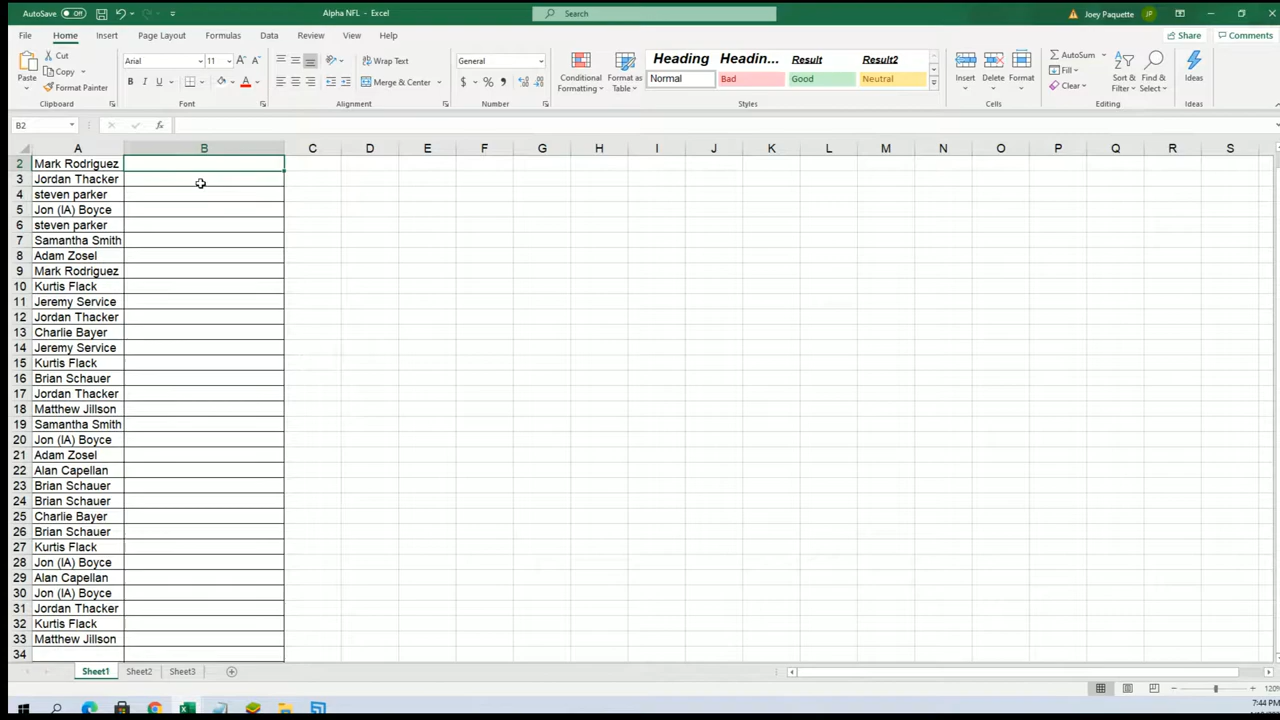 AutoSave Off Alpha NFL - Excel Search Joey Paquette JP
File Home Insert Page Layout Formulas Data Review View Help Share Comments
Cut Arial 11 Wrap Text General Heading Headin... Result Result2 AutoSum
Paste Copy Conditional Format as Insert Delete Format Fill Sort & Find & Ideas
Format Painter B I U A Merge & Center $ % Formatting Table Normal Bad Good Neutral Clear Filter Select
Clipboard Font Alignment Number Styles Cells Editing Ideas
B2 fx
A B C D E F G H I J K L M N O P Q R S
2 Mark Rodriguez
3 Jordan Thacker
4 steven parker
5 Jon (IA) Boyce
6 steven parker
7 Samantha Smith
8 Adam Zosel
9 Mark Rodriguez
10 Kurtis Flack
11 Jeremy Service
12 Jordan Thacker
13 Charlie Bayer
14 Jeremy Service
15 Kurtis Flack
16 Brian Schauer
17 Jordan Thacker
18 Matthew Jillson
19 Samantha Smith
20 Jon (IA) Boyce
21 Adam Zosel
22 Alan Capellan
23 Brian Schauer
24 Brian Schauer
25 Charlie Bayer
26 Brian Schauer
27 Kurtis Flack
28 Jon (IA) Boyce
29 Alan Capellan
30 Jon (IA) Boyce
31 Jordan Thacker
32 Kurtis Flack
33 Matthew Jillson
34
Sheet1 Sheet2 Sheet3
120%
7:44 PM